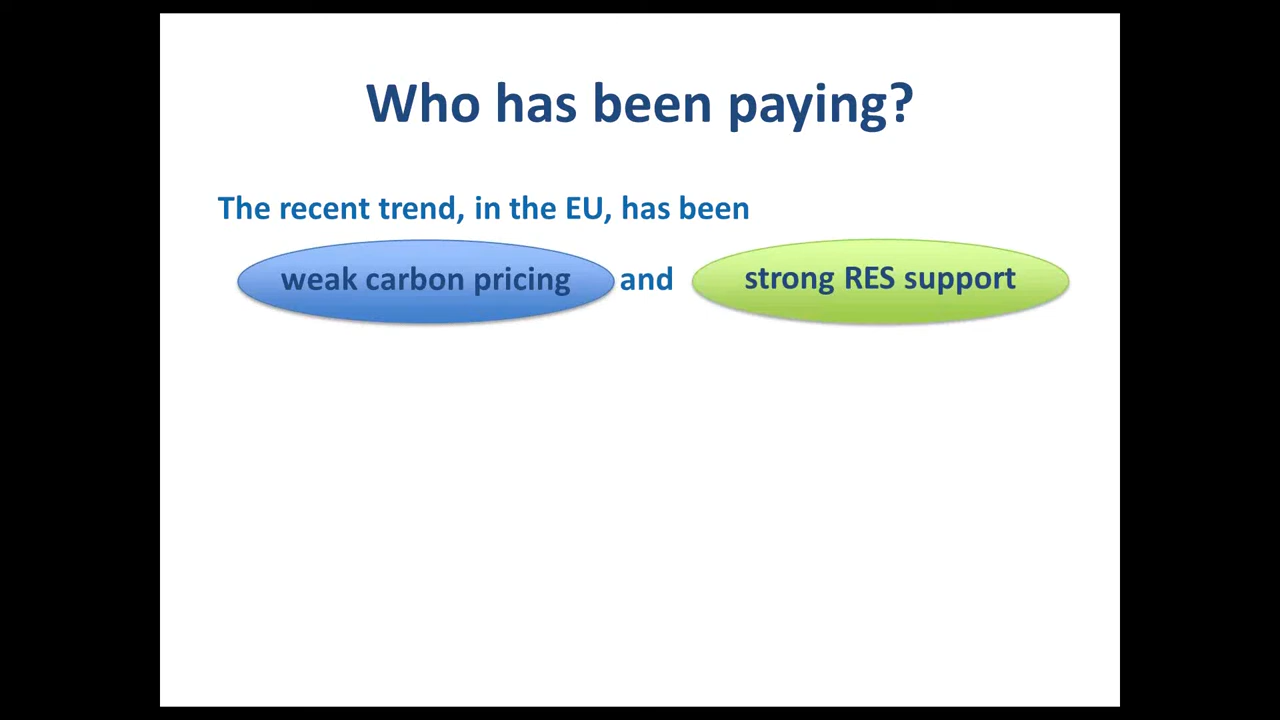 Who has been paying?
The recent trend, in the EU, has been
weak carbon pricing and strong RES support